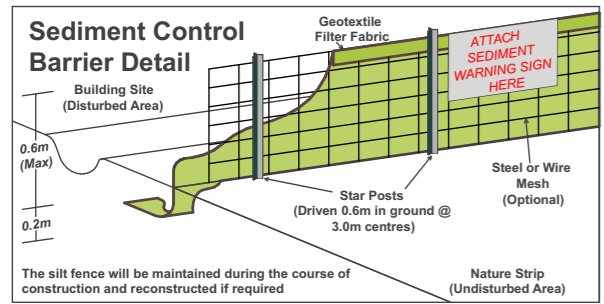 Sediment Control
Barrier Detail
Geotextile
Filter Fabric
ATTACH
SEDIMENT
WARNING SIGN
HERE
Building Site
(Disturbed Area)
0.6m
(Max)
0.2m
Star Posts
(Driven 0.6m in ground @
3.0m centres)
Steel or Wire
Mesh
(Optional)
The silt fence will be maintained during the course of
construction and reconstructed if required
Nature Strip
(Undisturbed Area)